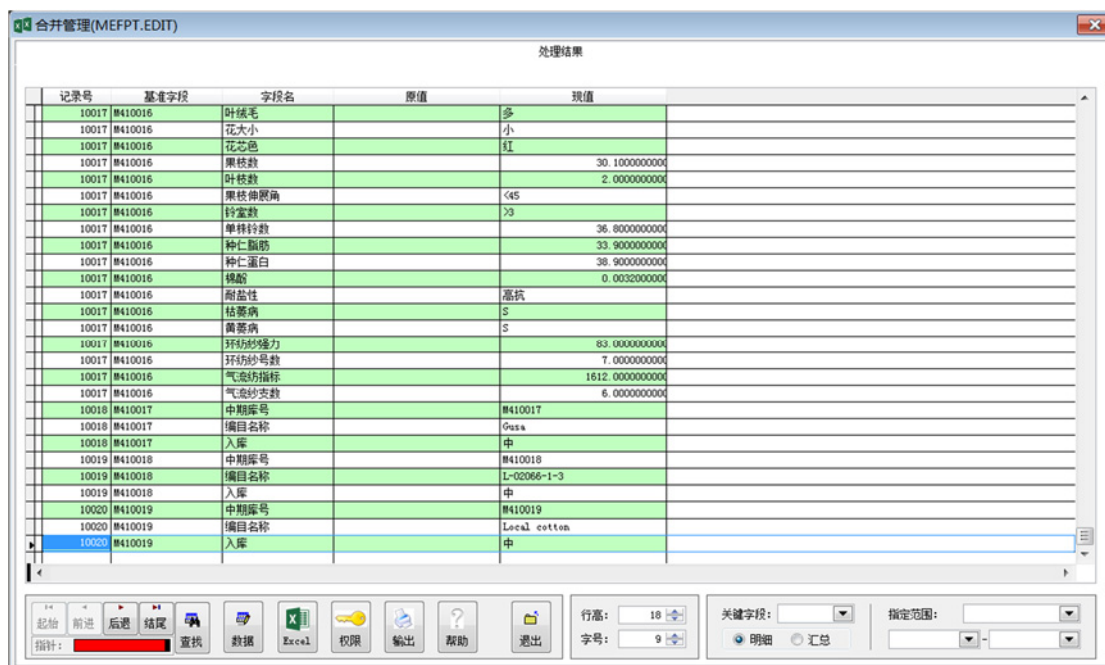 合并管理(MEFPT.EDIT)
处理结果
记录号 基准字段 字段名 原值 现值
10017 M410016 叶绒毛 多
10017 M410016 花大小 小
10017 M410016 花芯色 红
10017 M410016 果枝数 30.1000000000
10017 M410016 叶枝数 2.0000000000
10017 M410016 果枝伸展角 <45
10017 M410016 铃室数 >3
10017 M410016 单株铃数 36.8000000000
10017 M410016 种仁脂肪 33.9000000000
10017 M410016 种仁蛋白 38.9000000000
10017 M410016 棉酚 0.0032000000
10017 M410016 耐盐性 高抗
10017 M410016 枯萎病 S
10017 M410016 黄萎病 S
10017 M410016 环纺纱强力 83.0000000000
10017 M410016 环纺纱号数 7.0000000000
10017 M410016 气流纺指标 1612.0000000000
10017 M410016 气流纱支数 6.0000000000
10018 M410017 中期库号 M410017
10018 M410017 编目名称 Gusa
10018 M410017 入库 中
10019 M410018 中期库号 M410018
10019 M410018 编目名称 L-02066-1-3
10019 M410018 入库 中
10020 M410019 中期库号 M410019
10020 M410019 编目名称 Local cotton
10020 M410019 入库 中
起始 前进 后退 结尾 查找 数据 Excel 权限 输出 帮助 退出
指针:
行高: 18
字号: 9
关键字段: 指定范围:
明细 汇总 -